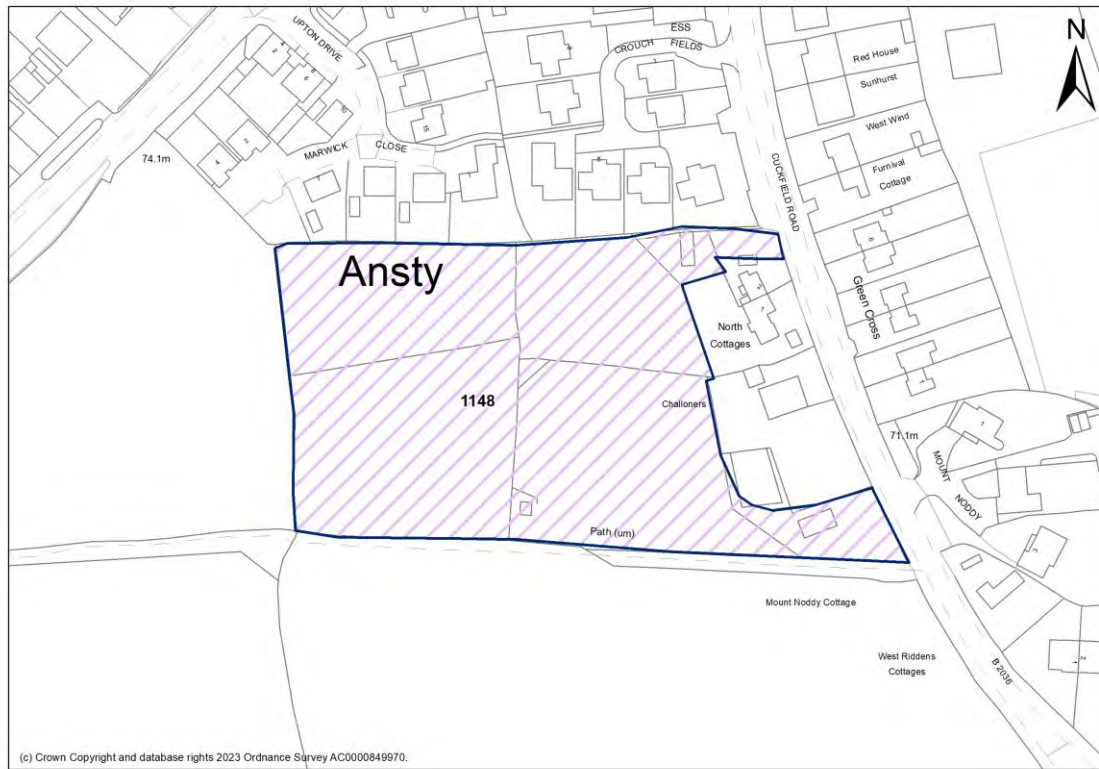 N
UPTON DRIVE
ESS
CROUCH FIELDS
Red House
Sunhurst
West Wind
Furnival
Cottage
MARWICK CLOSE
74.1m
CUCKFIELD ROAD
Green Cross
Ansty
North
Cottages
1148
Challoners
71.1m
MOUNT NODDY
Path (um)
Mount Noddy Cottage
West Riddens
Cottages
B 2036
(c) Crown Copyright and database rights 2023 Ordnance Survey AC0000849970.